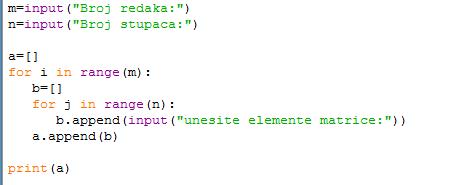 m=input("Broj redaka:")
n=input("Broj stupaca:")
a=[]
for i in range(m):
b=[]
for j in range(n):
b.append(input("unesite elemente matrice:"))
a.append(b)
print(a)